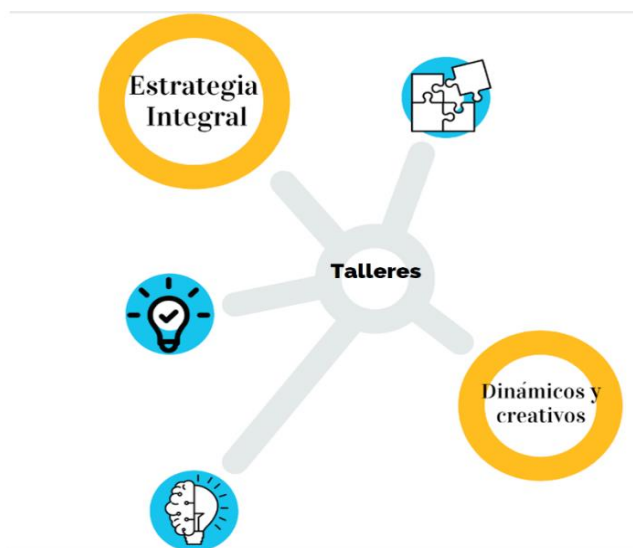 Estrategia
Integral
Talleres
Dinámicos y
creativos